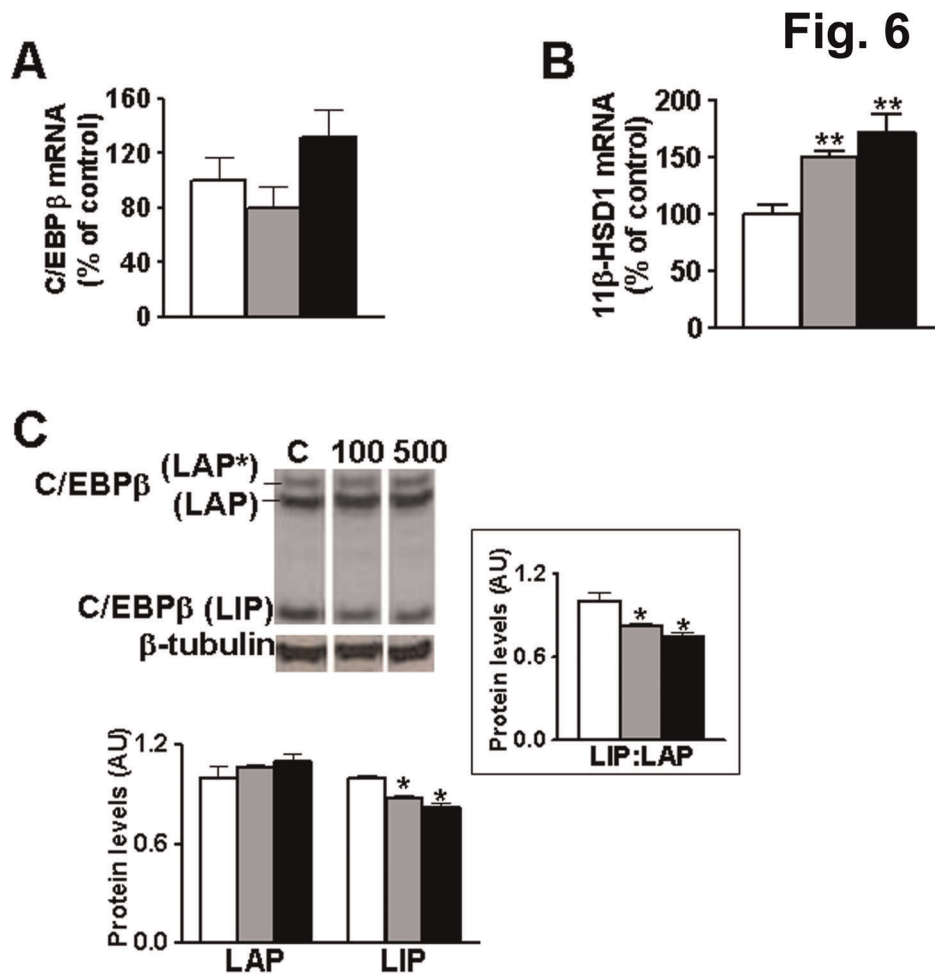 Fig. 6
A
C/EBP β mRNA
(% of control)
160
120
80
40
0
B
11β-HSD1 mRNA
(% of control)
200
150
100
50
0
**
**
C
C 100 500
C/EBPβ (LAP*)
(LAP)
C/EBPβ (LIP)
β-tubulin
Protein levels (AU)
1.2
0.6
0.0
* *
LIP:LAP
Protein levels (AU)
1.2
0.6
0.0
* *
LAP LIP